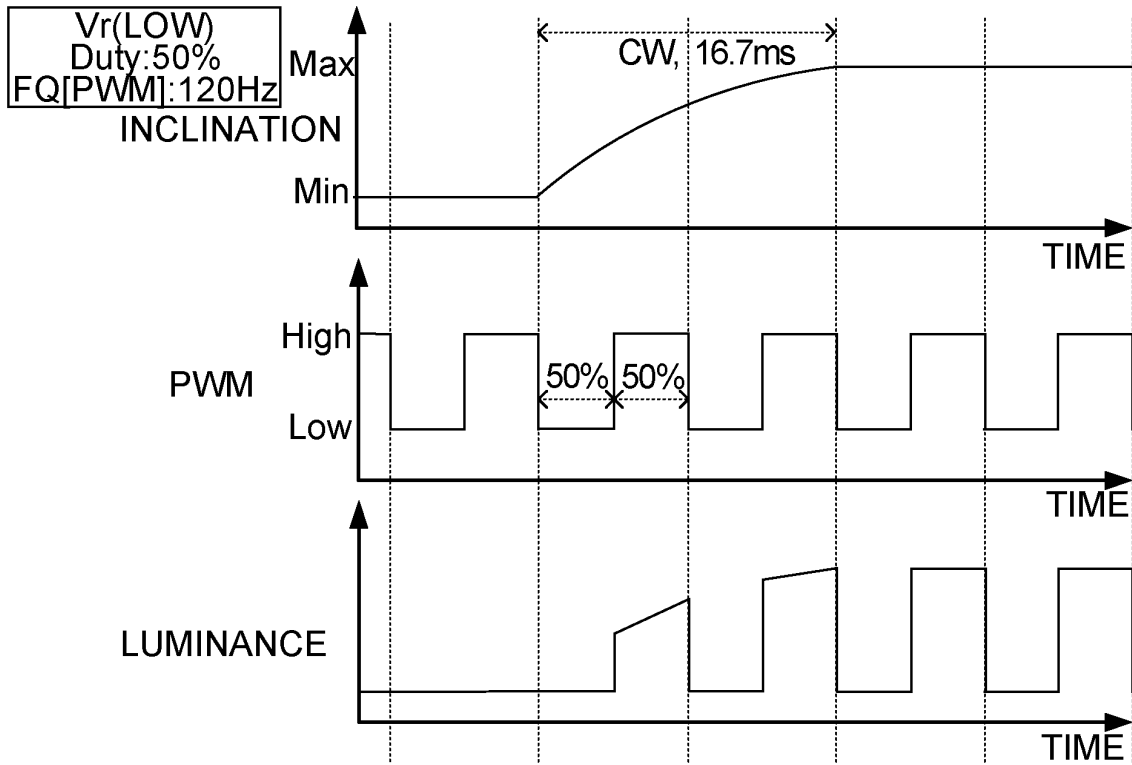 Vr(LOW)
Duty:50%
FQ[PWM]:120Hz
CW, 16.7ms
Max
INCLINATION
Min
TIME
High
PWM
50% 50%
Low
TIME
LUMINANCE
TIME